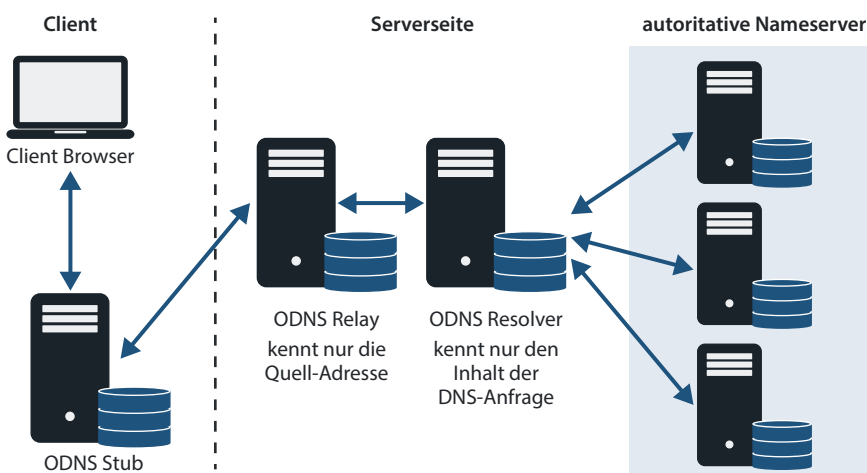 Client
Serverseite
autoritative Nameserver
Client Browser
ODNS Stub
ODNS Relay
kennt nur die
Quell-Adresse
ODNS Resolver
kennt nur den
Inhalt der
DNS-Anfrage